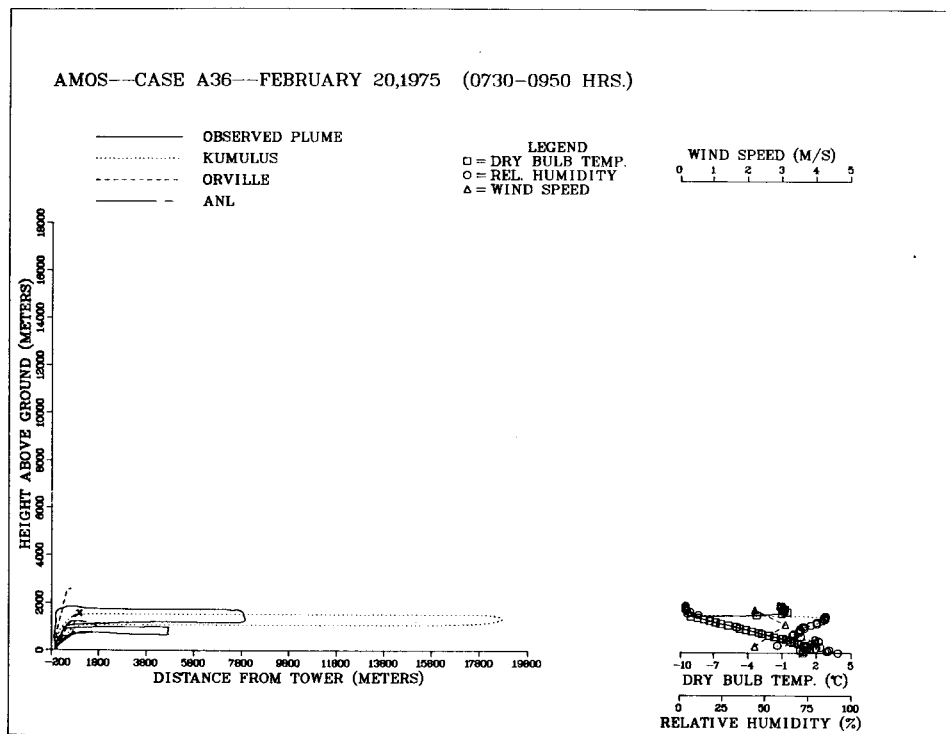 AMOS--CASE A36--FEBRUARY 20,1975 (0730-0950 HRS.)
OBSERVED PLUME
KUMULUS
ORVILLE
ANL
LEGEND
□ = DRY BULB TEMP.
○ = REL. HUMIDITY
△ = WIND SPEED
WIND SPEED (M/S)
0 1 2 3 4 5
HEIGHT ABOVE GROUND (METERS)
18000
16000
14000
12000
10000
8000
6000
4000
2000
0
-200 1800 3800 5800 7800 9800 11800 13800 15800 17800 19800
DISTANCE FROM TOWER (METERS)
-10 -7 -4 -1 2 5
DRY BULB TEMP. (°C)
0 25 50 75 100
RELATIVE HUMIDITY (%)